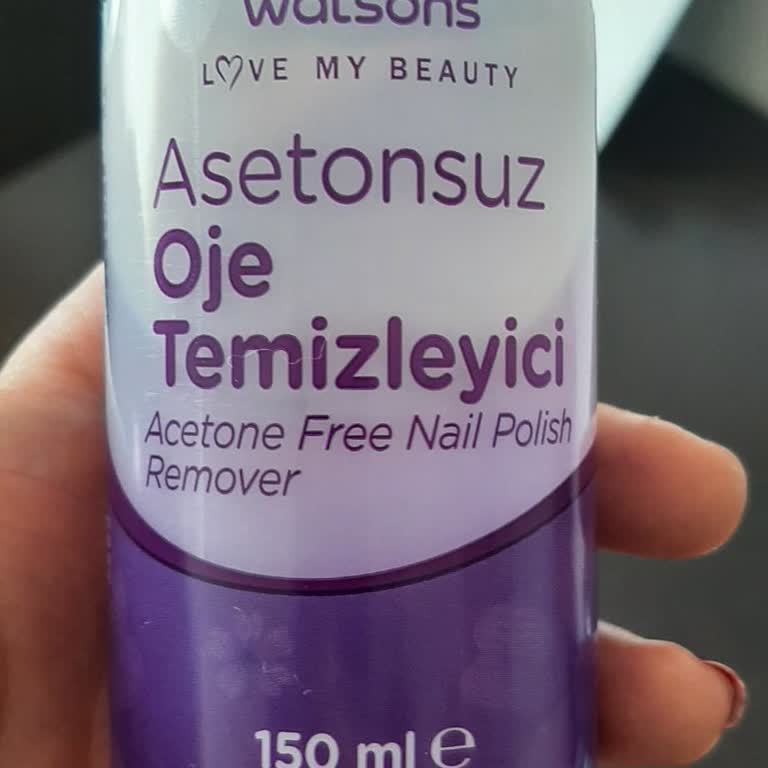 watsons
LOVE MY BEAUTY
Asetonsuz
Oje
Temizleyici
Acetone Free Nail Polish
Remover
150 ml e